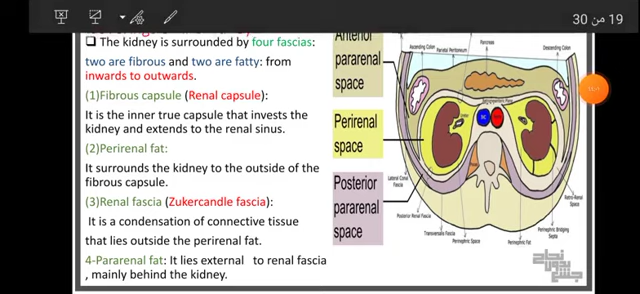 19 من 30
❑ The kidney is surrounded by four fascias:
two are fibrous and two are fatty: from
inwards to outwards.
(1)Fibrous capsule (Renal capsule):
It is the inner true capsule that invests the
kidney and extends to the renal sinus.
(2)Perirenal fat:
It surrounds the kidney to the outside of the
fibrous capsule.
(3)Renal fascia (Zukercandle fascia):
It is a condensation of connective tissue
that lies outside the perirenal fat.
4-Pararenal fat: It lies external to renal fascia
, mainly behind the kidney.
Anterior
pararenal
space
Perirenal
space
Posterior
pararenal
space
Ascending Colon
Parietal Peritoneum
Pancreas
Descending Colon
Lateral Conal
Fascia
Posterior Renal Fascia
Transversalis Fascia
Perinephric Space
Perinephric Fat
Perinephric Bridging
Septa
Retro-Renal
Space